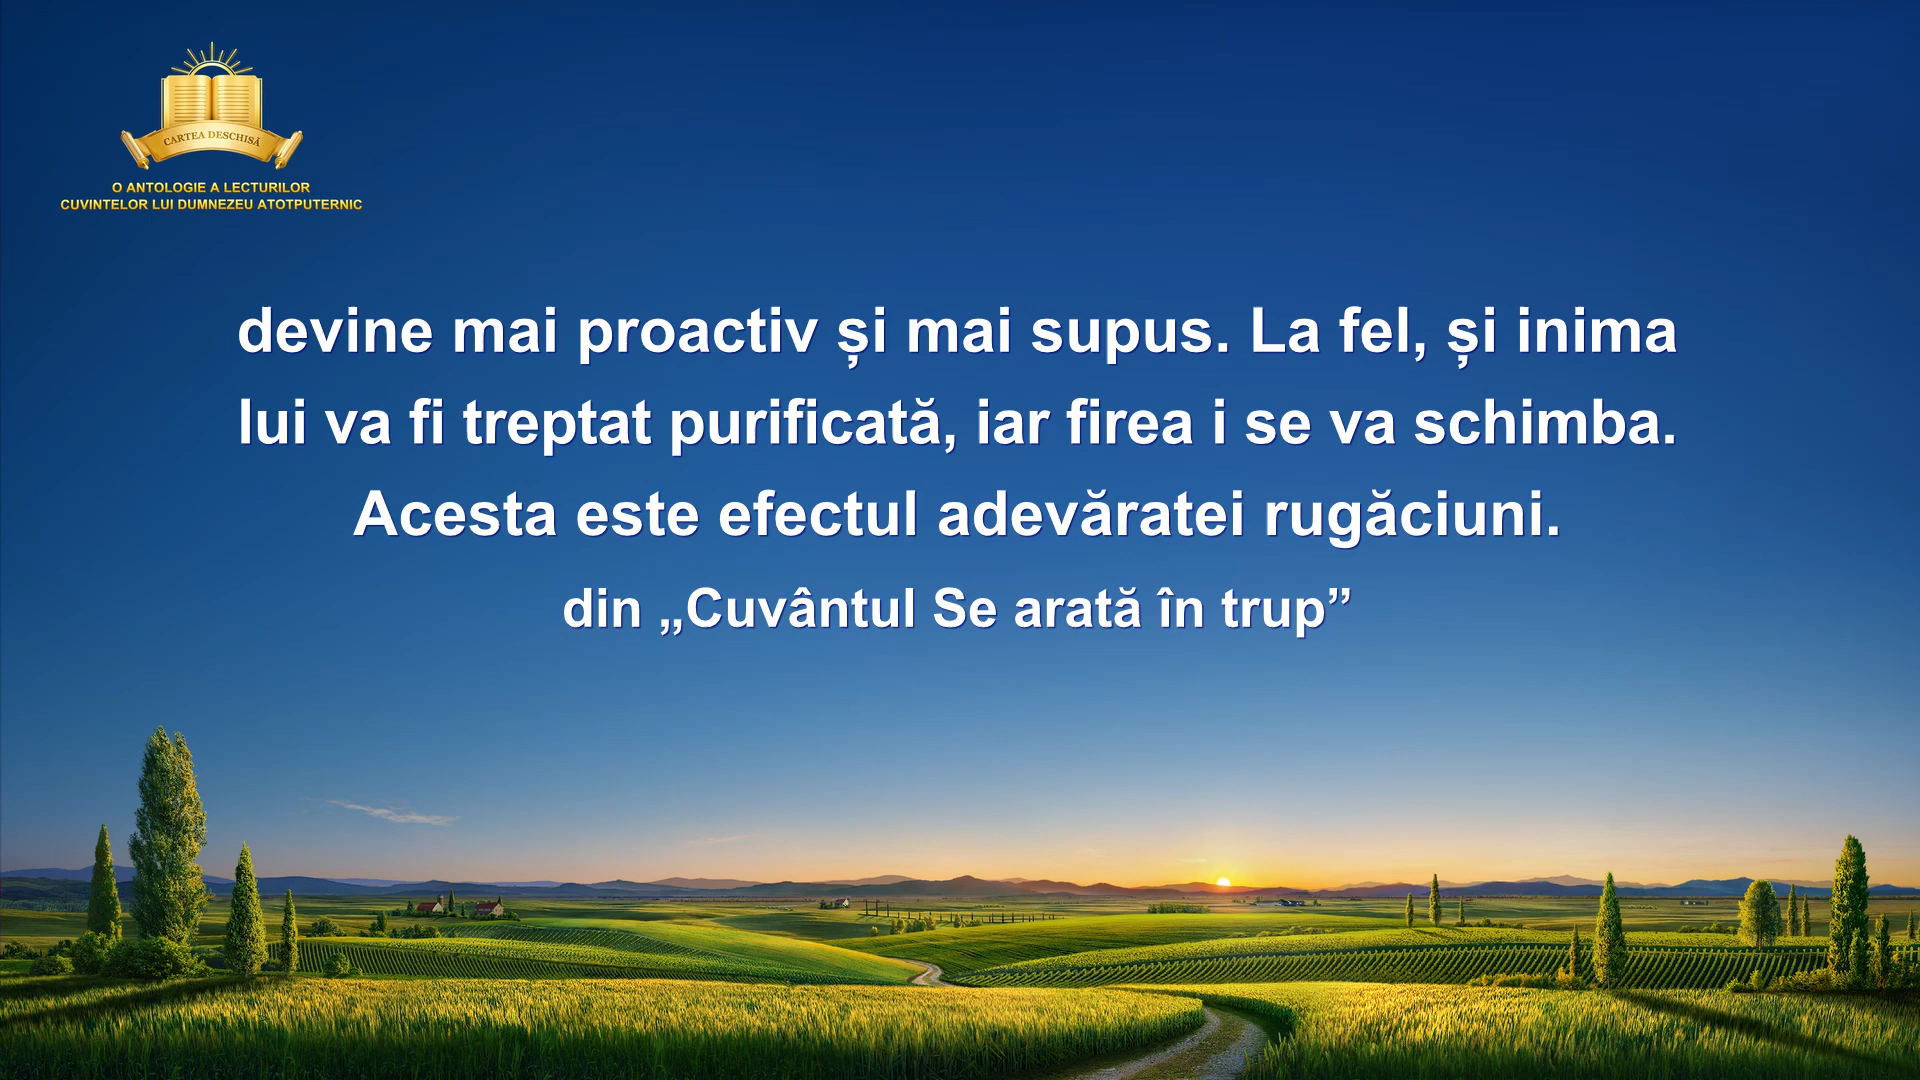 CARTEA DESCHISĂ
O ANTOLOGIE A LECTURILOR
CUVINTELOR LUI DUMNEZEU ATOTPUTERNIC
devine mai proactiv și mai supus. La fel, și inima
lui va fi treptat purificată, iar firea i se va schimba.
Acesta este efectul adevăratei rugăciuni.
din „Cuvântul Se arată în trup”